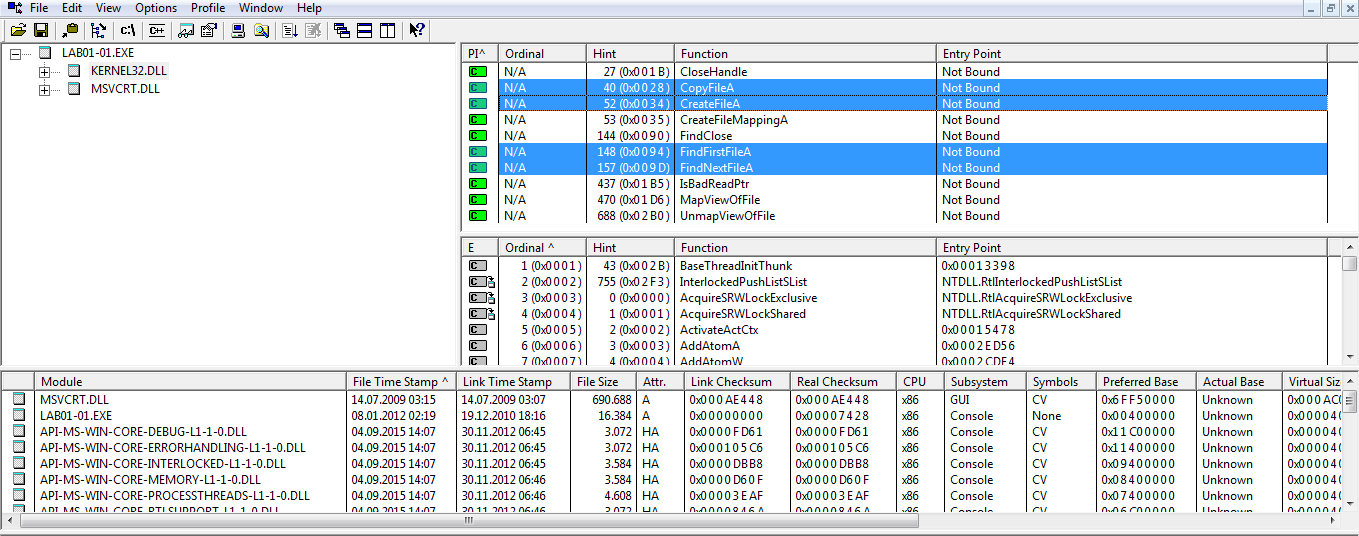 File Edit View Options Profile Window Help
LAB01-01.EXE
KERNEL32.DLL
MSVCRT.DLL
PI^ Ordinal Hint Function Entry Point
C N/A 27 (0x001B) CloseHandle Not Bound
C N/A 40 (0x0028) CopyFileA Not Bound
C N/A 52 (0x0034) CreateFileA Not Bound
C N/A 53 (0x0035) CreateFileMappingA Not Bound
C N/A 144 (0x0090) FindClose Not Bound
C N/A 148 (0x0094) FindFirstFileA Not Bound
C N/A 157 (0x009D) FindNextFileA Not Bound
C N/A 437 (0x01B5) IsBadReadPtr Not Bound
C N/A 470 (0x01D6) MapViewOfFile Not Bound
C N/A 688 (0x02B0) UnmapViewOfFile Not Bound
E Ordinal ^ Hint Function Entry Point
C 1 (0x0001) 43 (0x002B) BaseThreadInitThunk 0x00013398
C 2 (0x0002) 755 (0x02F3) InterlockedPushListSList NTDLL.RtlInterlockedPushListSList
C 3 (0x0003) 0 (0x0000) AcquireSRWLockExclusive NTDLL.RtlAcquireSRWLockExclusive
C 4 (0x0004) 1 (0x0001) AcquireSRWLockShared NTDLL.RtlAcquireSRWLockShared
C 5 (0x0005) 2 (0x0002) ActivateActCtx 0x00015478
C 6 (0x0006) 3 (0x0003) AddAtomA 0x0002ED56
C 7 (0x0007) 4 (0x0004) AddAtomW 0x0002CDF4
Module File Time Stamp ^ Link Time Stamp File Size Attr. Link Checksum Real Checksum CPU Subsystem Symbols Preferred Base Actual Base Virtual Siz
MSVCRT.DLL 14.07.2009 03:15 14.07.2009 03:07 690.688 A 0x000AE448 0x000AE448 x86 GUI CV 0x6FF50000 Unknown 0x000AC0
LAB01-01.EXE 08.01.2012 02:19 19.12.2010 18:16 16.384 A 0x00000000 0x00007428 x86 Console None 0x00400000 Unknown 0x000040
API-MS-WIN-CORE-DEBUG-L1-1-0.DLL 04.09.2015 14:07 30.11.2012 06:45 3.072 HA 0x0000FD61 0x0000FD61 x86 Console CV 0x11C00000 Unknown 0x000040
API-MS-WIN-CORE-ERRORHANDLING-L1-1-0.DLL 04.09.2015 14:07 30.11.2012 06:45 3.072 HA 0x000105C6 0x000105C6 x86 Console CV 0x11400000 Unknown 0x000040
API-MS-WIN-CORE-INTERLOCKED-L1-1-0.DLL 04.09.2015 14:07 30.11.2012 06:45 3.584 HA 0x0000DBB8 0x0000DBB8 x86 Console CV 0x09400000 Unknown 0x000040
API-MS-WIN-CORE-MEMORY-L1-1-0.DLL 04.09.2015 14:07 30.11.2012 06:46 3.584 HA 0x0000D60F 0x0000D60F x86 Console CV 0x08400000 Unknown 0x000040
API-MS-WIN-CORE-PROCESSTHREADS-L1-1-0.DLL 04.09.2015 14:07 30.11.2012 06:46 4.608 HA 0x00003EAF 0x00003EAF x86 Console CV 0x07400000 Unknown 0x000040
API-MS-WIN-CORE-RTLSUPPORT-L1-1-0.DLL 04.09.2015 14:07 30.11.2012 06:45 3.072 HA 0x0000846A 0x0000846A x86 Console CV 0x06C00000 Unknown 0x000040